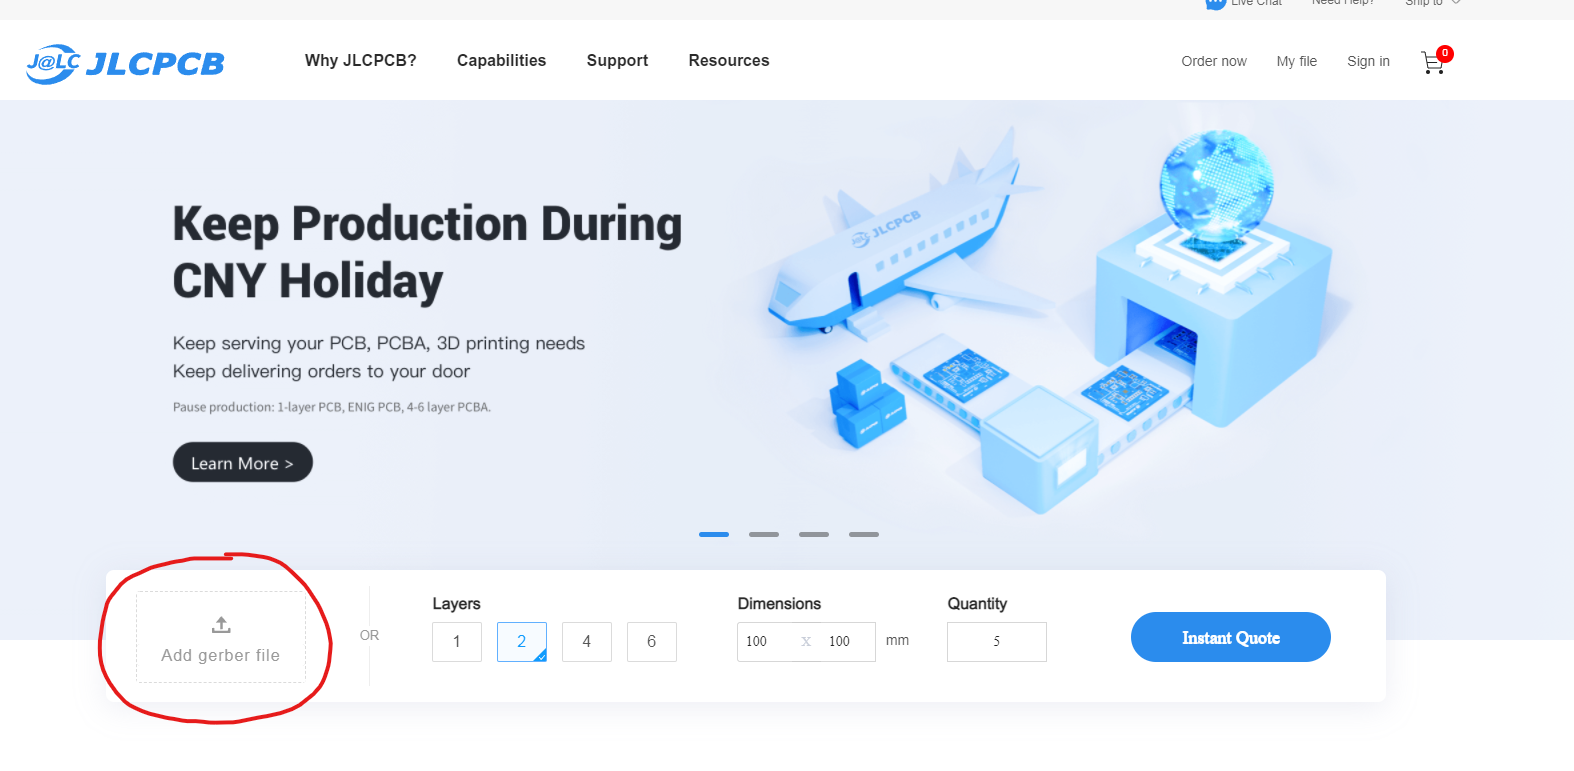 Live Chat Need Help? Ship to
J@LC JLCPCB Why JLCPCB? Capabilities Support Resources Order now My file Sign in 0
JLCPCB
Keep Production During
CNY Holiday
Keep serving your PCB, PCBA, 3D printing needs
Keep delivering orders to your door
Pause production: 1-layer PCB, ENIG PCB, 4-6 layer PCBA.
Learn More >
Layers Dimensions Quantity
Add gerber file OR 1 2 4 6 100 x 100 mm 5 Instant Quote